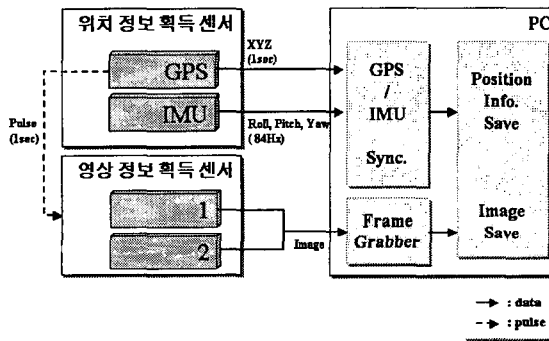 위치 정보 획득 센서
GPS
IMU
Pulse
(1sec)
XYZ
(1sec)
Roll, Pitch, Yaw
(84Hz)
영상 정보 획득 센서
1
2
Image
PC
GPS
/
IMU
Sync.
Frame
Grabber
Position
Info.
Save
Image
Save
: data
: pulse